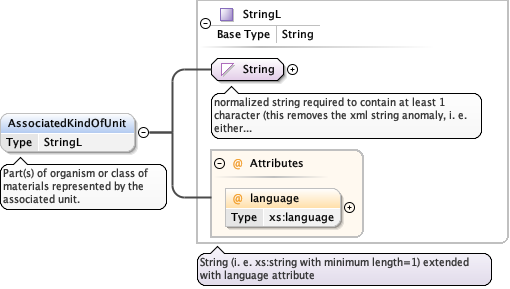 StringL
Base Type String
String
normalized string required to contain at least 1
character (this removes the xml string anomaly, i. e.
either...
AssociatedKindOfUnit
Type StringL
Part(s) of organism or class of
materials represented by the
associated unit.
@ Attributes
@ language
Type xs:language
String (i. e. xs:string with minimum length=1) extended
with language attribute